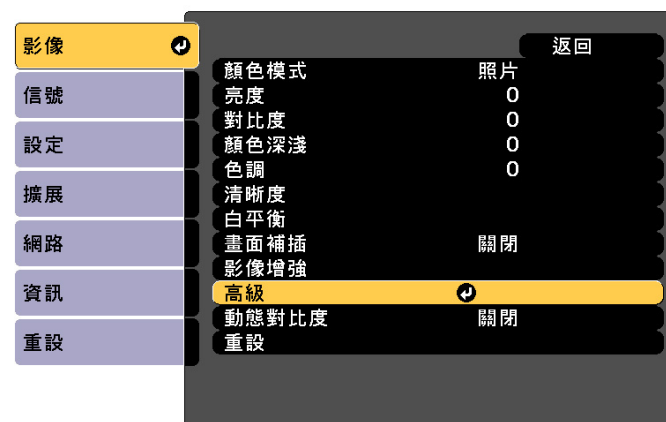 影像
信號
設定
擴展
網路
資訊
重設
返回
顏色模式 照片
亮度 0
對比度 0
顏色深淺 0
色調 0
清晰度
白平衡
畫面補插 關閉
影像增強
高級
動態對比度 關閉
重設